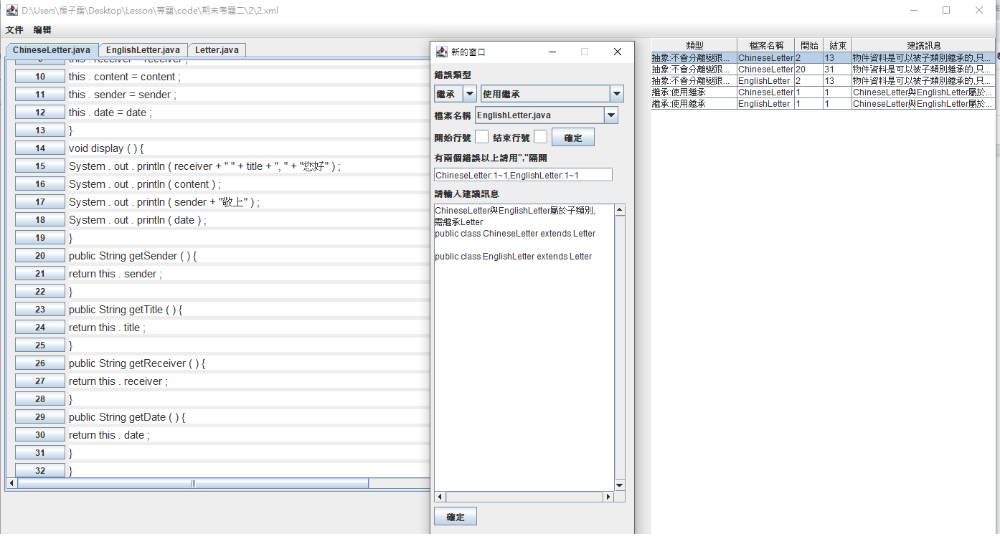 D:\Users\楊子霆\Desktop\Lesson\專題\code\期末考題二\2\2.xml
文件 编辑
ChineseLetter.java EnglishLetter.java Letter.java
9 this . receiver = receiver ;
10 this . content = content ;
11 this . sender = sender ;
12 this . date = date ;
13 }
14 void display ( ) {
15 System . out . println ( receiver + " " + title + ", " + "您好" ) ;
16 System . out . println ( content ) ;
17 System . out . println ( sender + "敬上" ) ;
18 System . out . println ( date ) ;
19 }
20 public String getSender ( ) {
21 return this . sender ;
22 }
23 public String getTitle ( ) {
24 return this . title ;
25 }
26 public String getReceiver ( ) {
27 return this . receiver ;
28 }
29 public String getDate ( ) {
30 return this . date ;
31 }
32 }
新的窗口
錯誤類型
繼承 使用繼承
檔案名稱 EnglishLetter.java
開始行號 結束行號 確定
有兩個錯誤以上請用","隔開
ChineseLetter:1~1,EnglishLetter:1~1
請輸入建議訊息
ChineseLetter與EnglishLetter屬於子類別,
需繼承Letter
public class ChineseLetter extends Letter
public class EnglishLetter extends Letter
確定
類型 檔案名稱 開始 結束 建議訊息
抽象:不會分離變跟... ChineseLetter 2 13 物件資料是可以被子類別繼承的,只...
抽象:不會分離變跟... ChineseLetter 20 31 物件資料是可以被子類別繼承的,只...
抽象:不會分離變跟... EnglishLetter 2 13 物件資料是可以被子類別繼承的,只...
繼承:使用繼承 ChineseLetter 1 1 ChineseLetter與EnglishLetter屬於...
繼承:使用繼承 EnglishLetter 1 1 ChineseLetter與EnglishLetter屬於...